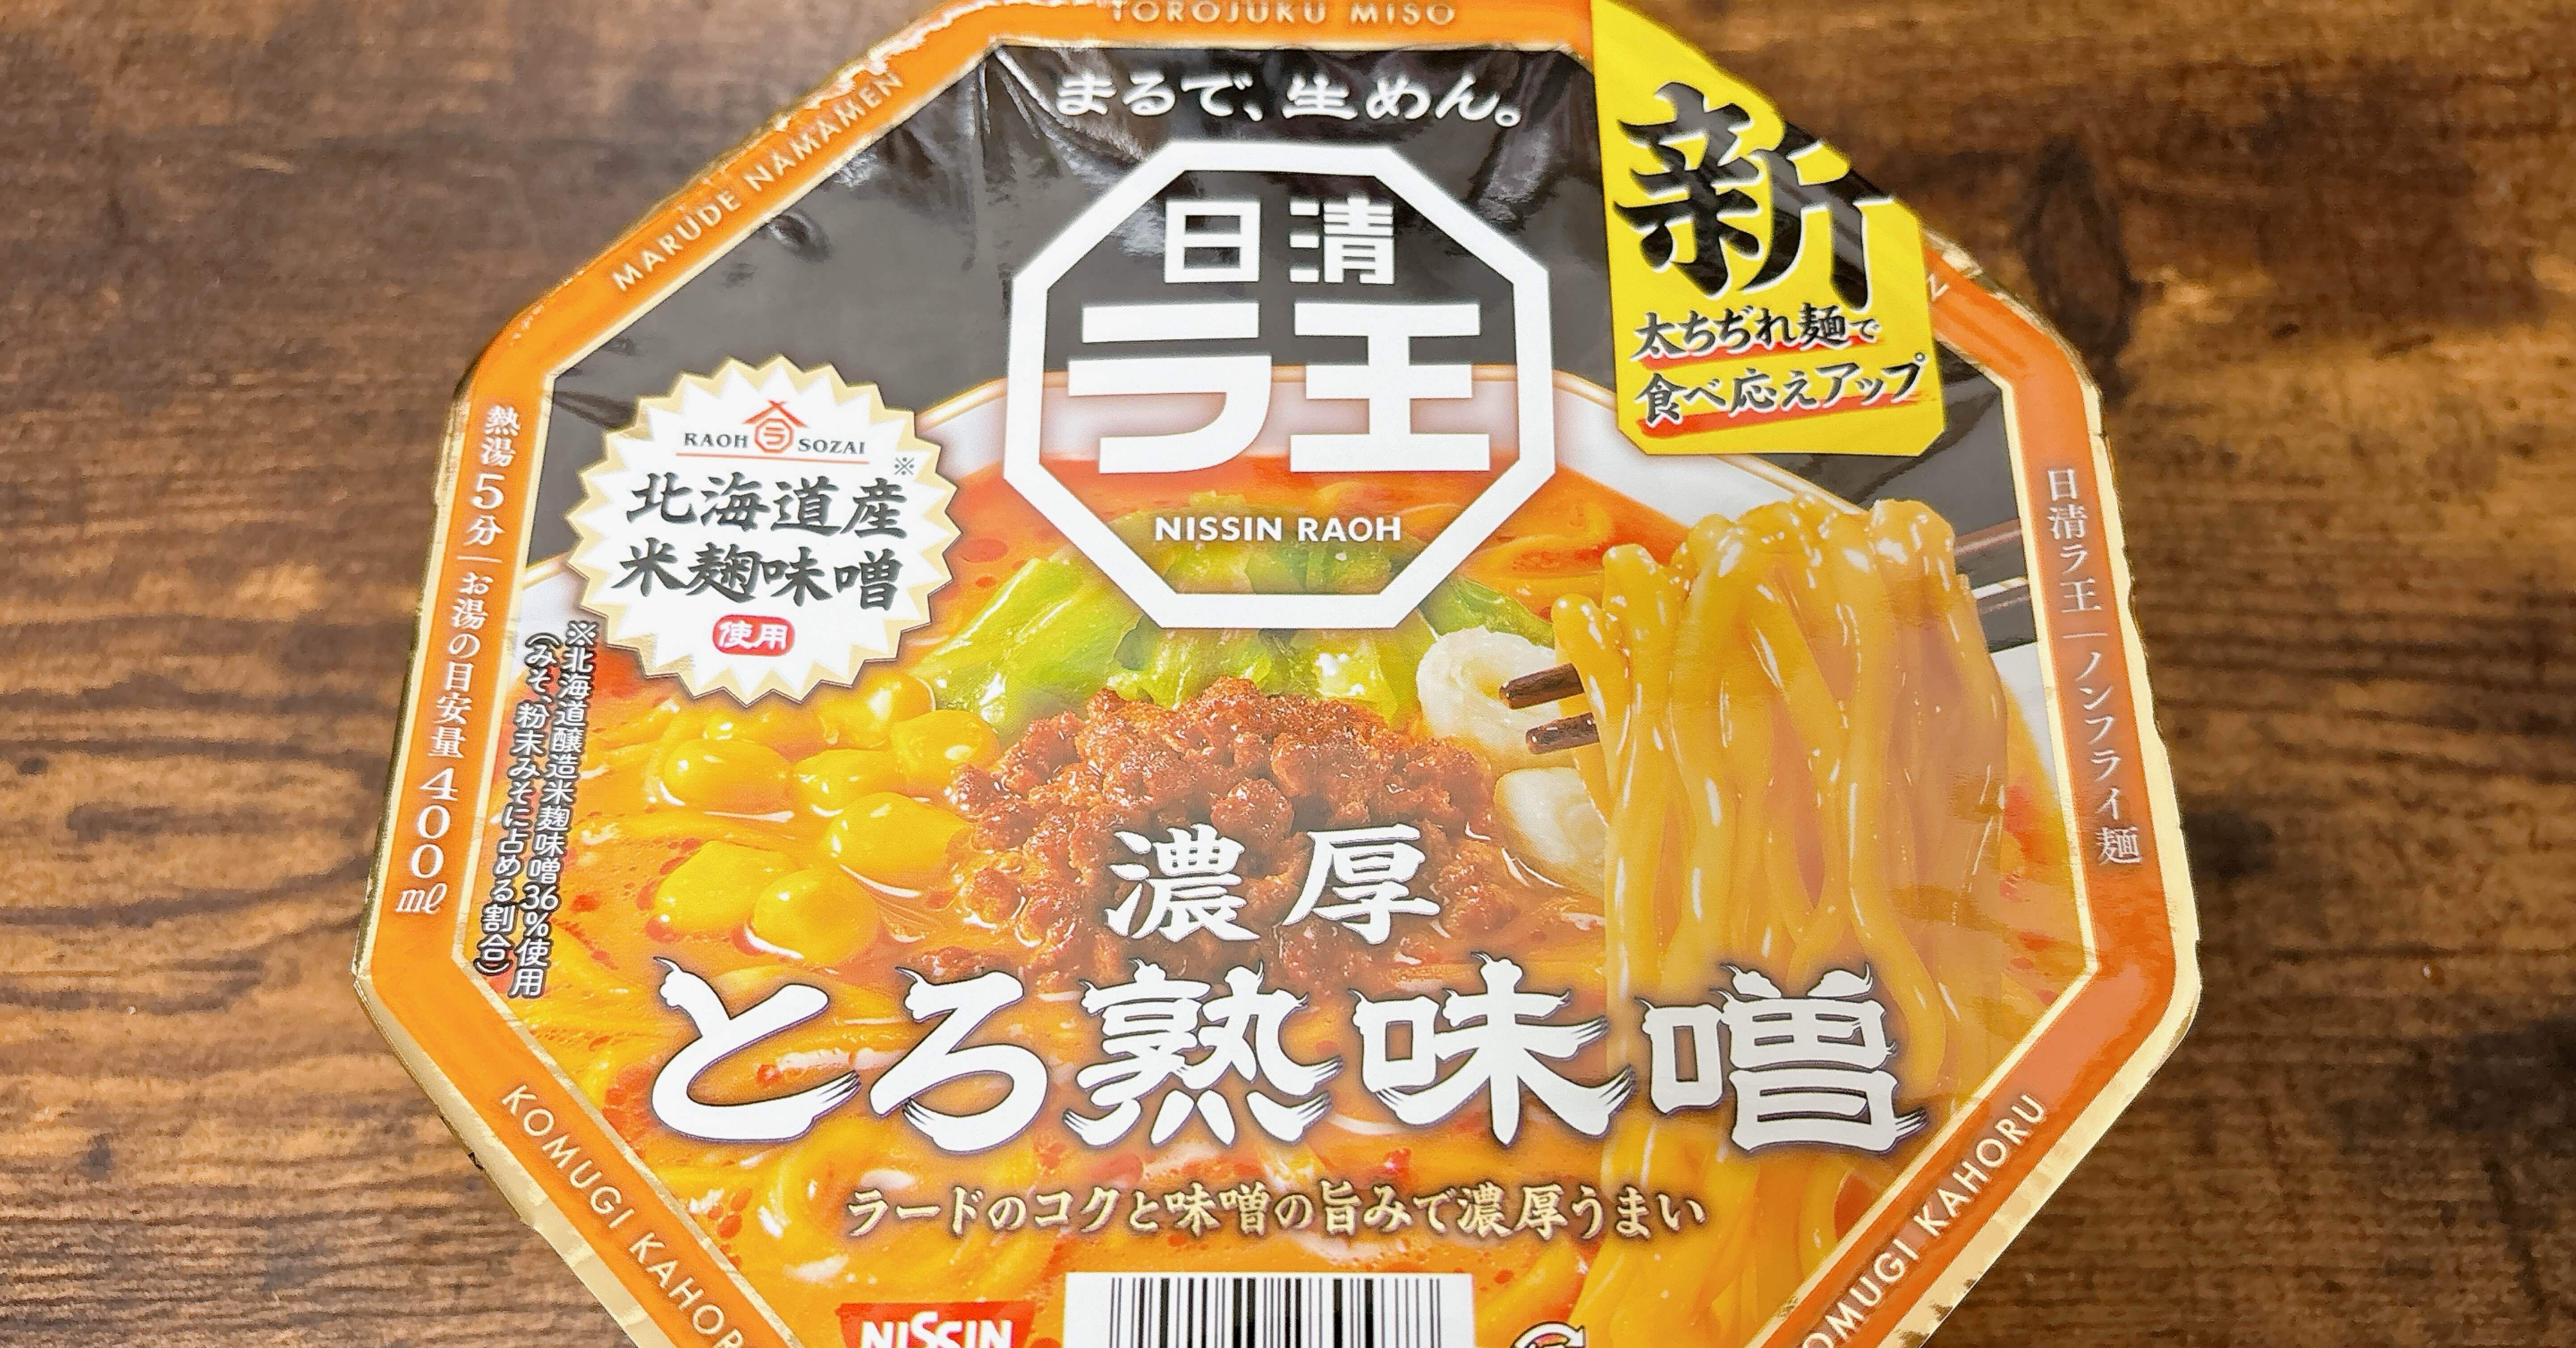 TOROJUKU MISO
MARUDE NAMAMEN
まるで、生めん。
日清
ラ王
NISSIN RAOH
新
太ちぢれ麺で
食べ応えアップ
RAOH ラ SOZAI
北海道産※
米麹味噌
使用
熱湯5分｜お湯の目安量400ml
※北海道醸造米麹味噌36%使用
(みそ、粉末みそに占める割合)
日清ラ王｜ノンフライ麺
濃厚
とろ熟味噌
ラードのコクと味噌の旨みで濃厚うまい
KOMUGI KAHOR
OMUGI KAHORU
NISSIN